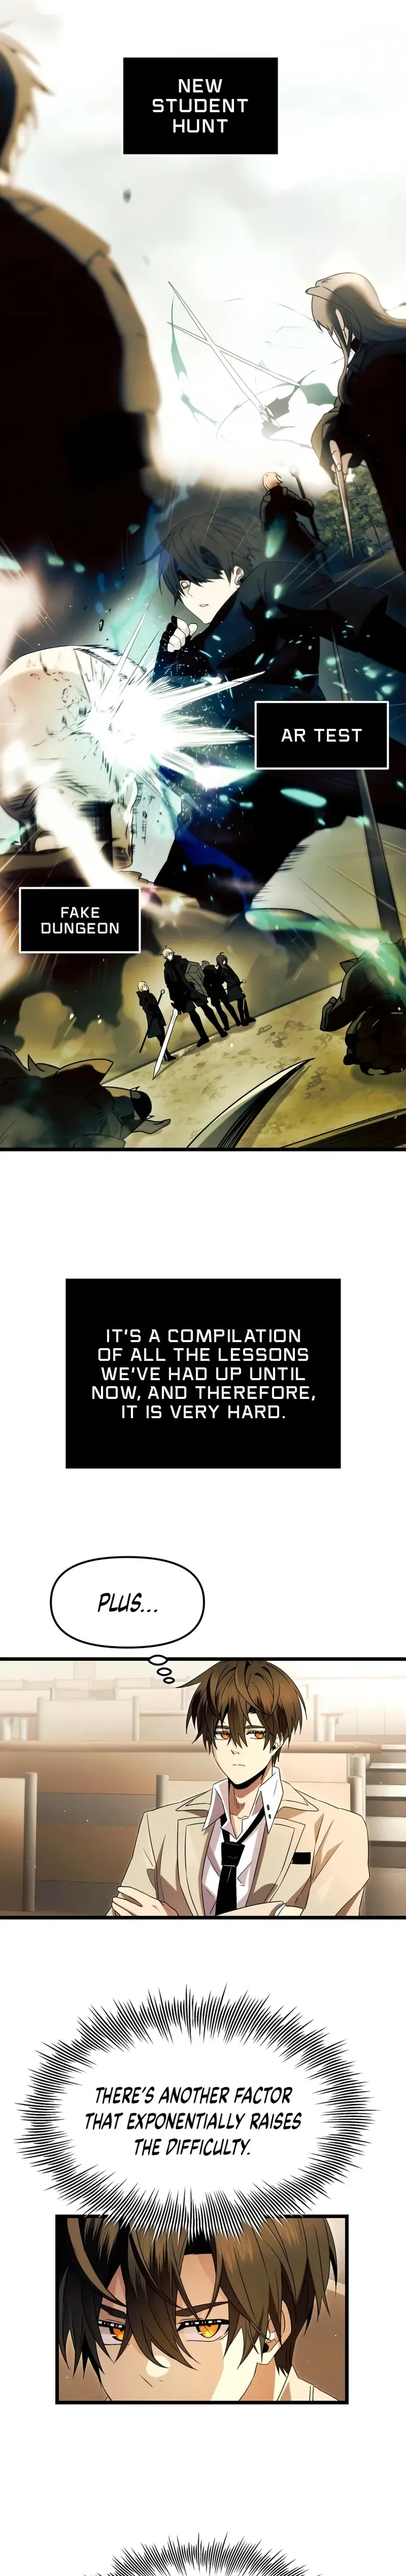 NEW
STUDENT
HUNT
AR TEST
FAKE
DUNGEON
IT'S A COMPILATION
OF ALL THE LESSONS
WE'VE HAD UP UNTIL
NOW, AND THEREFORE,
IT IS VERY HARD.
PLUS...
THERE'S ANOTHER FACTOR
THAT EXPONENTIALLY RAISES
THE DIFFICULTY.